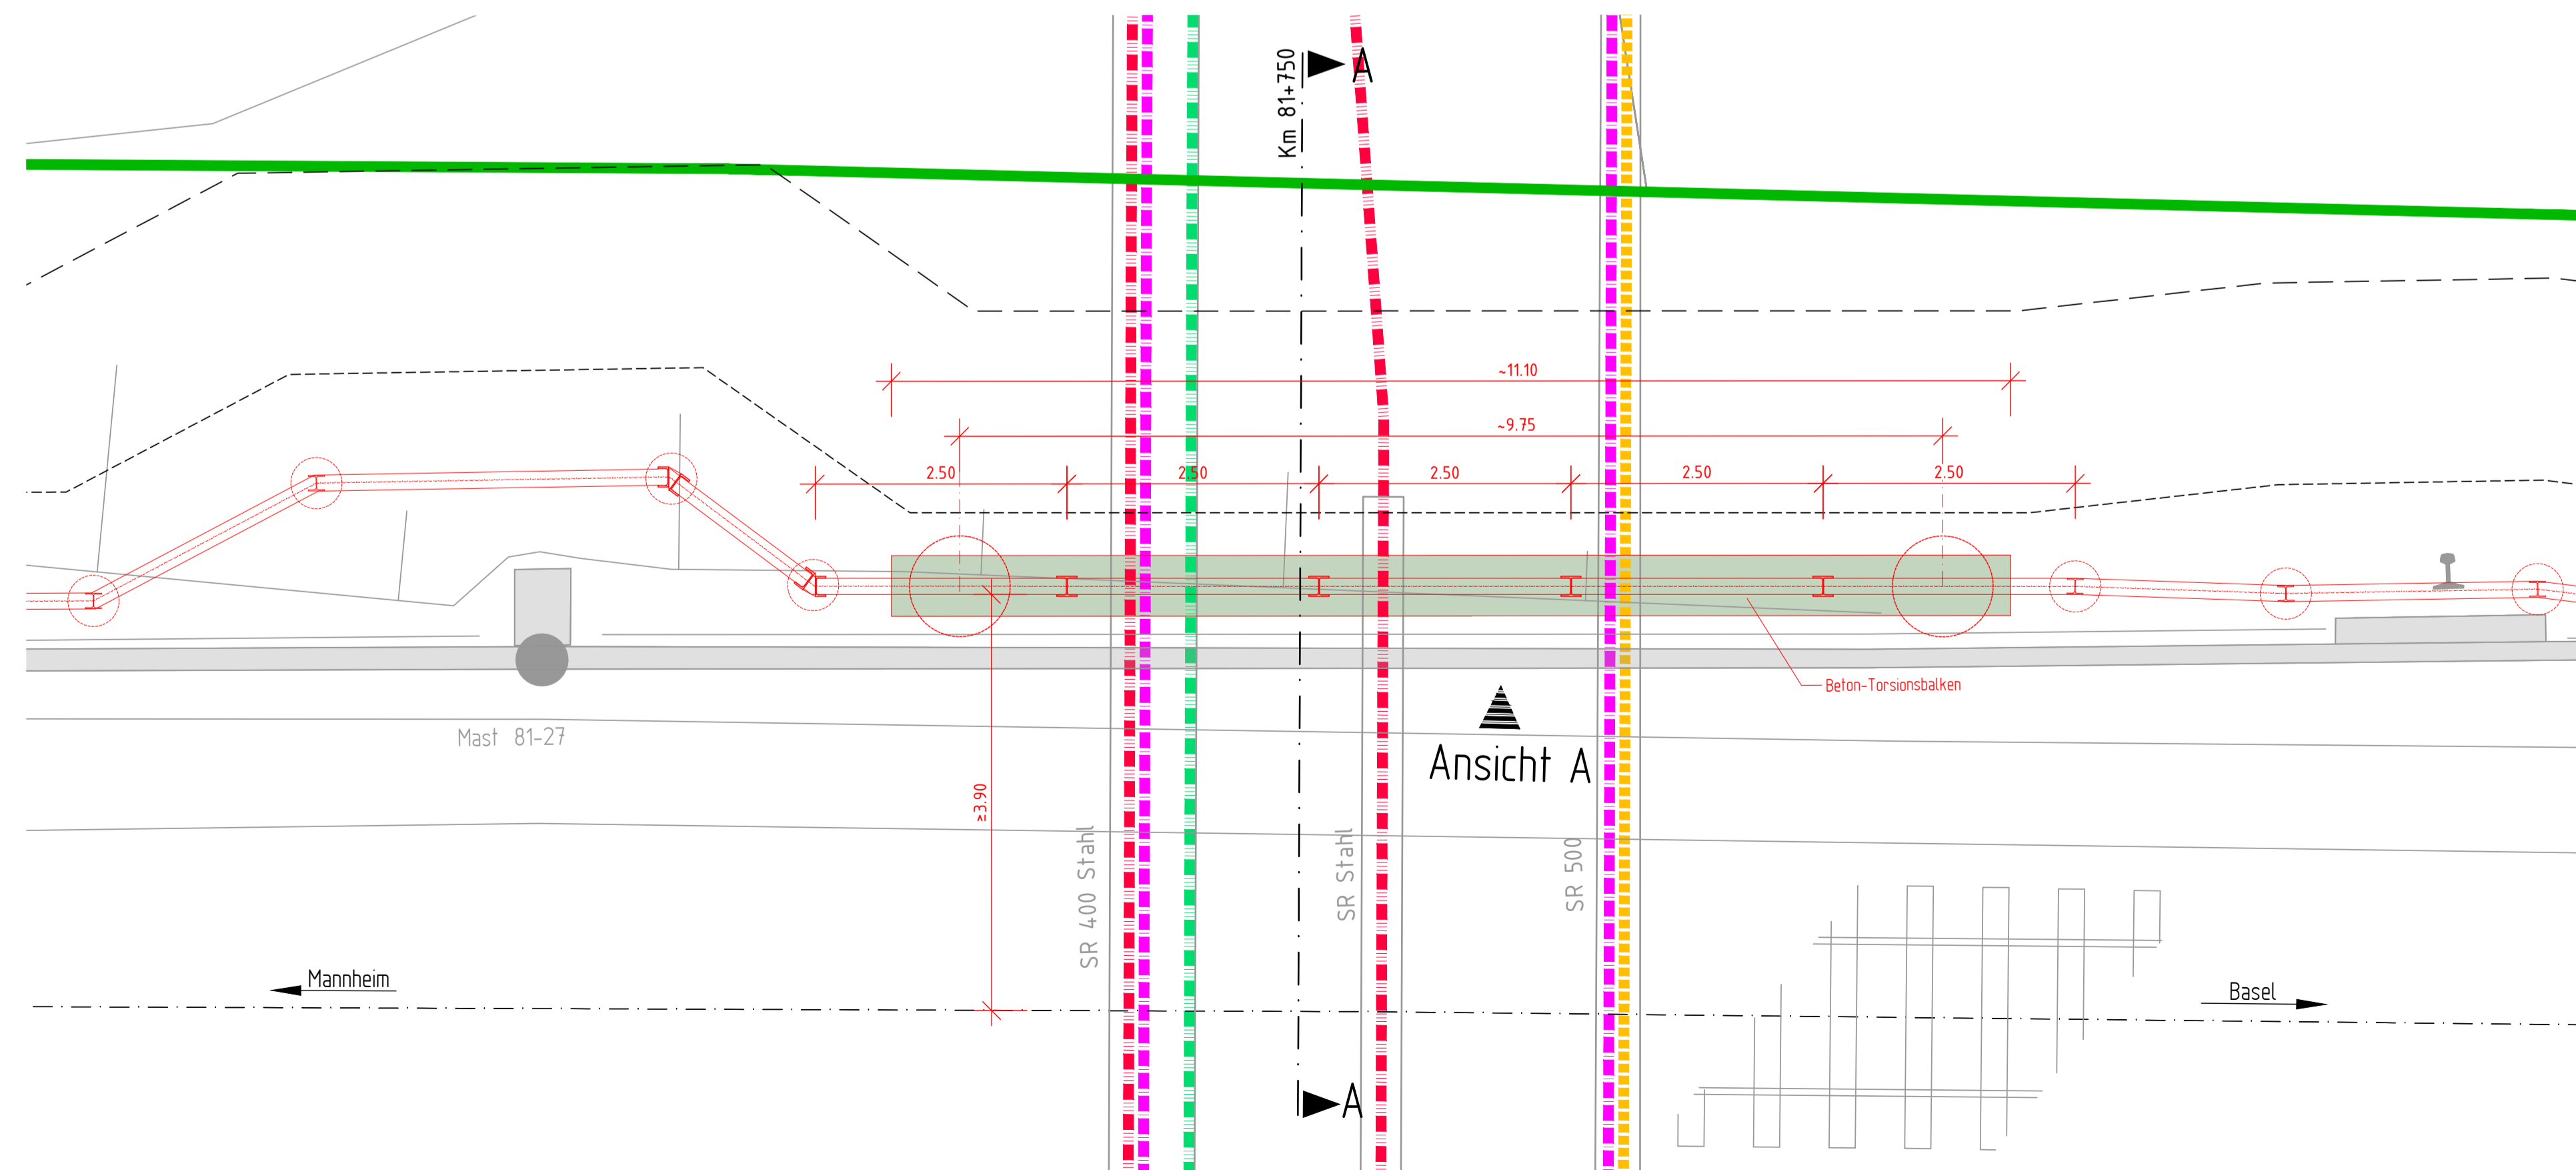 Km 81+750
A
~11.10
~9.75
2.50
2.50
2.50
2.50
2.50
Beton-Torsionsbalken
Mast 81-27
Ansicht A
≥3.90
SR 400 Stahl
SR Stahl
SR 500
Mannheim
Basel
A